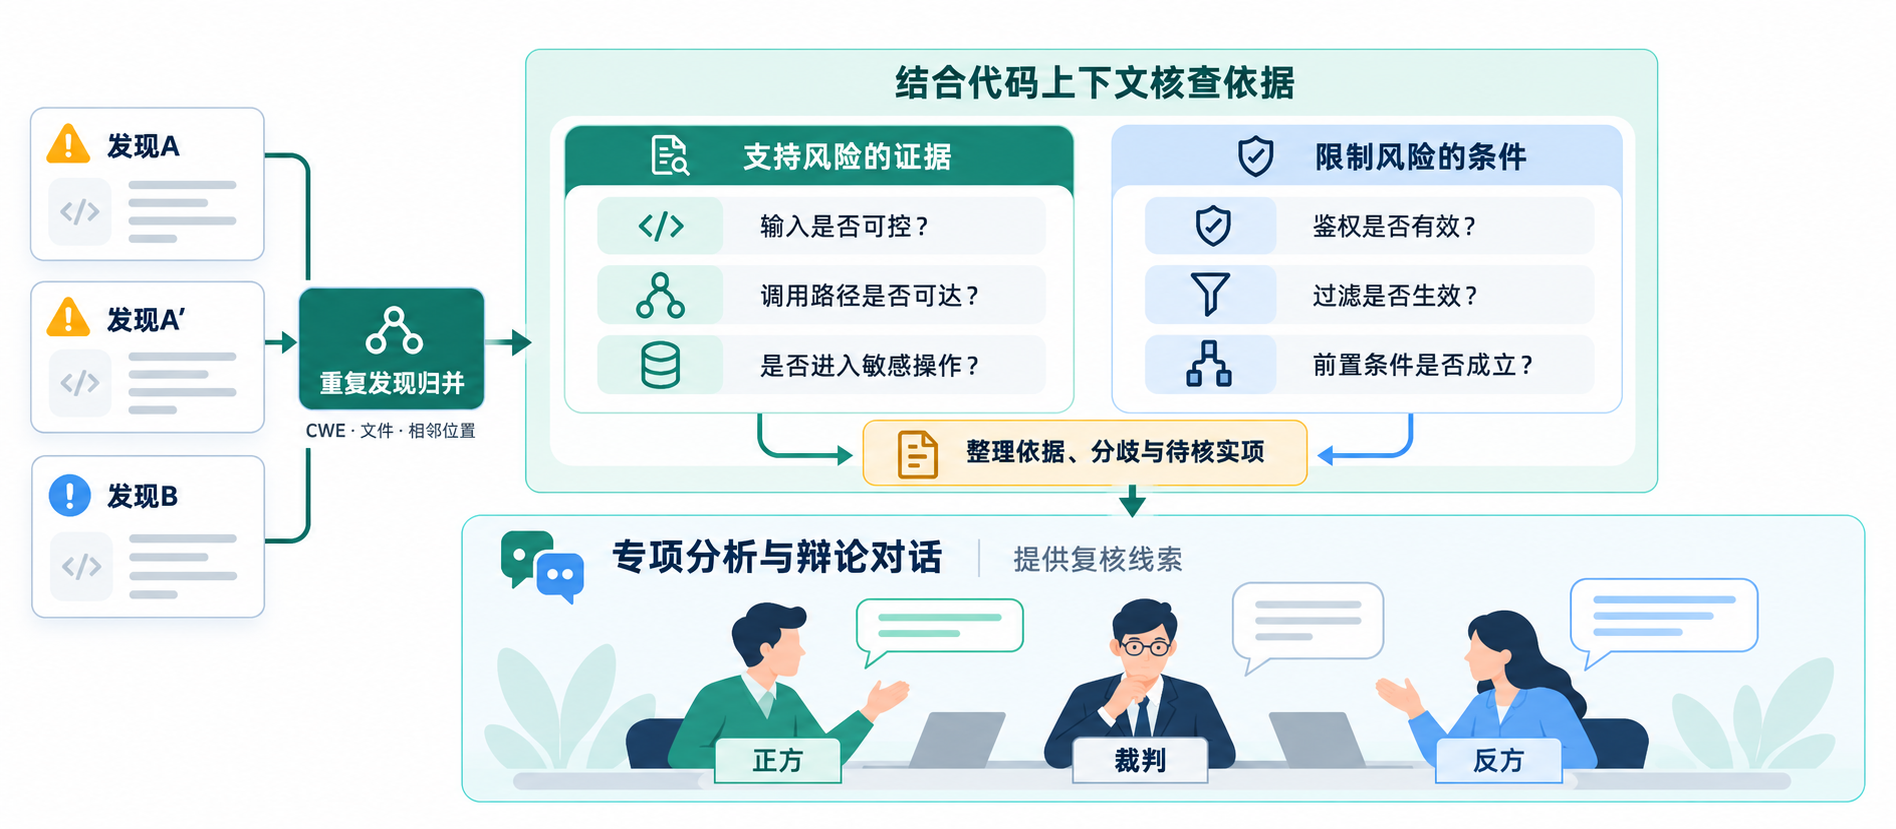 发现A
发现A′
发现B
重复发现归并
CWE · 文件 · 相邻位置
结合代码上下文核查依据
支持风险的证据
输入是否可控？
调用路径是否可达？
是否进入敏感操作？
限制风险的条件
鉴权是否有效？
过滤是否生效？
前置条件是否成立？
整理依据、分歧与待核实项
专项分析与辩论对话
提供复核线索
正方
裁判
反方